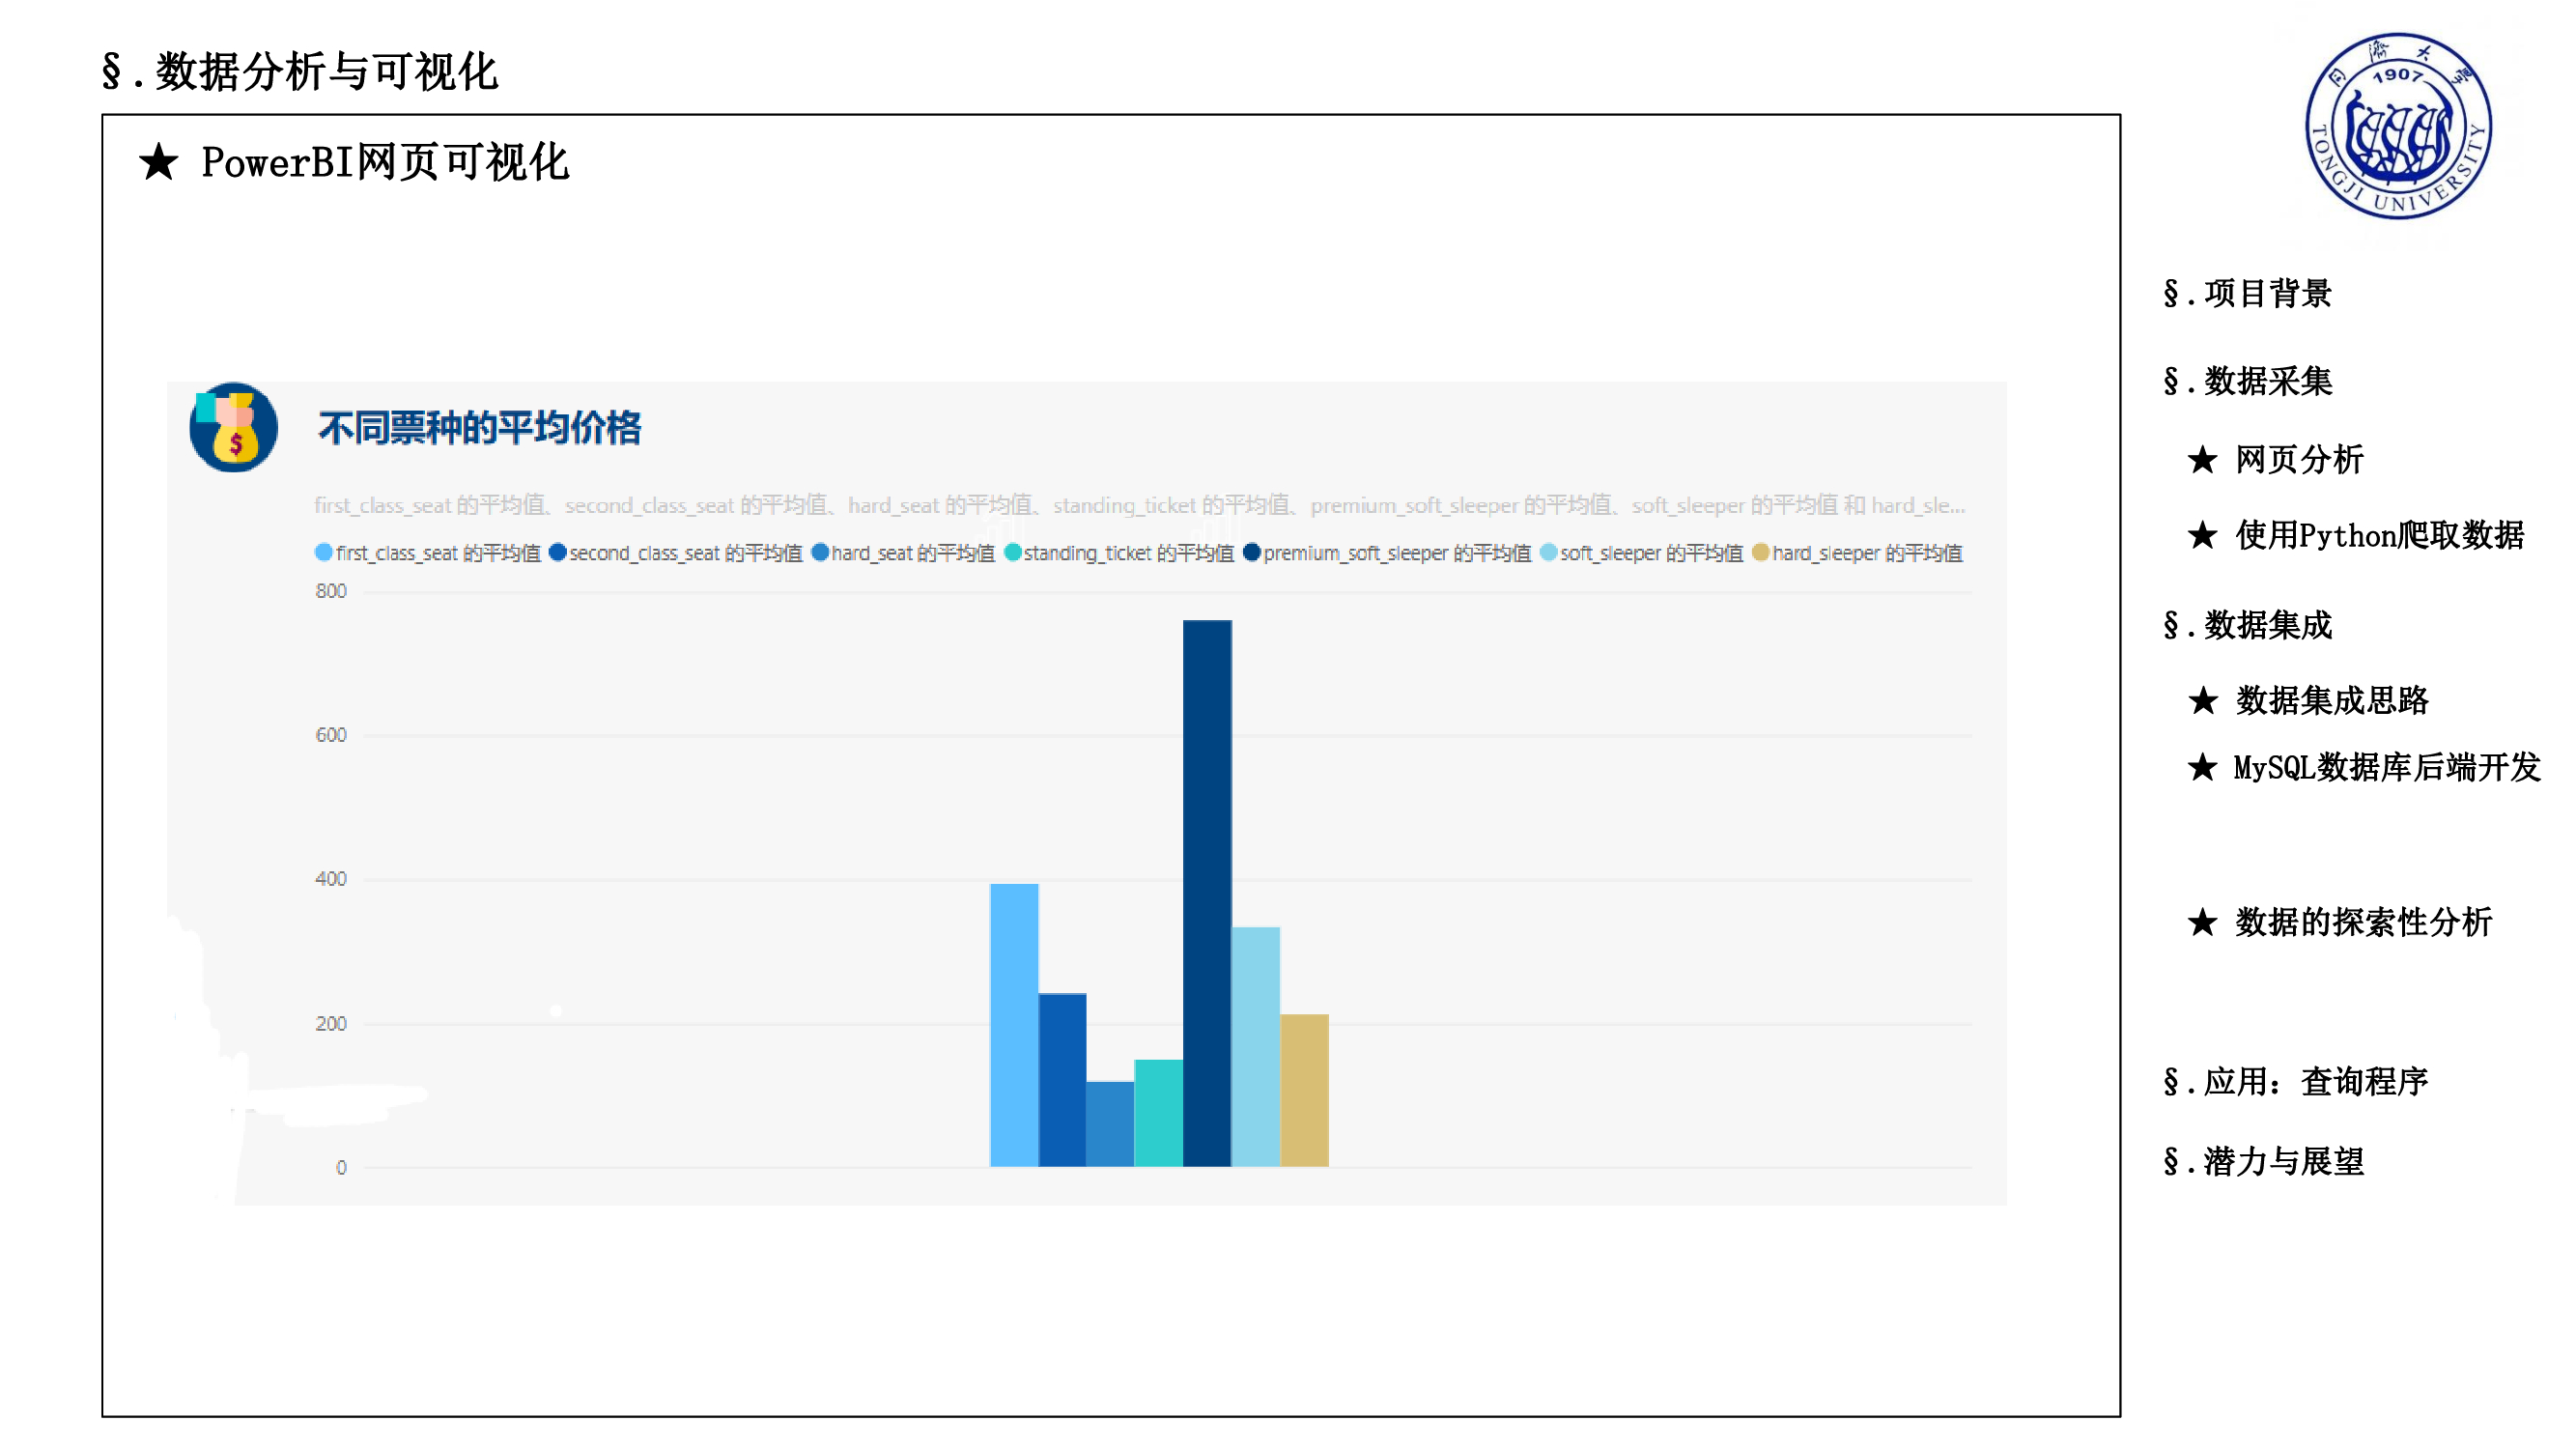 §.数据分析与可视化
★ PowerBI网页可视化
不同票种的平均价格
first_class_seat 的平均值、second_class_seat 的平均值、hard_seat 的平均值、standing_ticket 的平均值、premium_soft_sleeper 的平均值、soft_sleeper 的平均值 和 hard_sle...
first_class_seat 的平均值 second_class_seat 的平均值 hard_seat 的平均值 standing_ticket 的平均值 premium_soft_sleeper 的平均值 soft_sleeper 的平均值 hard_sleeper 的平均值
800
600
400
200
0
同濟大學
1907
TONGJI UNIVERSITY
§.项目背景
§.数据采集
★ 网页分析
★ 使用Python爬取数据
§.数据集成
★ 数据集成思路
★ MySQL数据库后端开发
★ 数据的探索性分析
§.应用：查询程序
§.潜力与展望